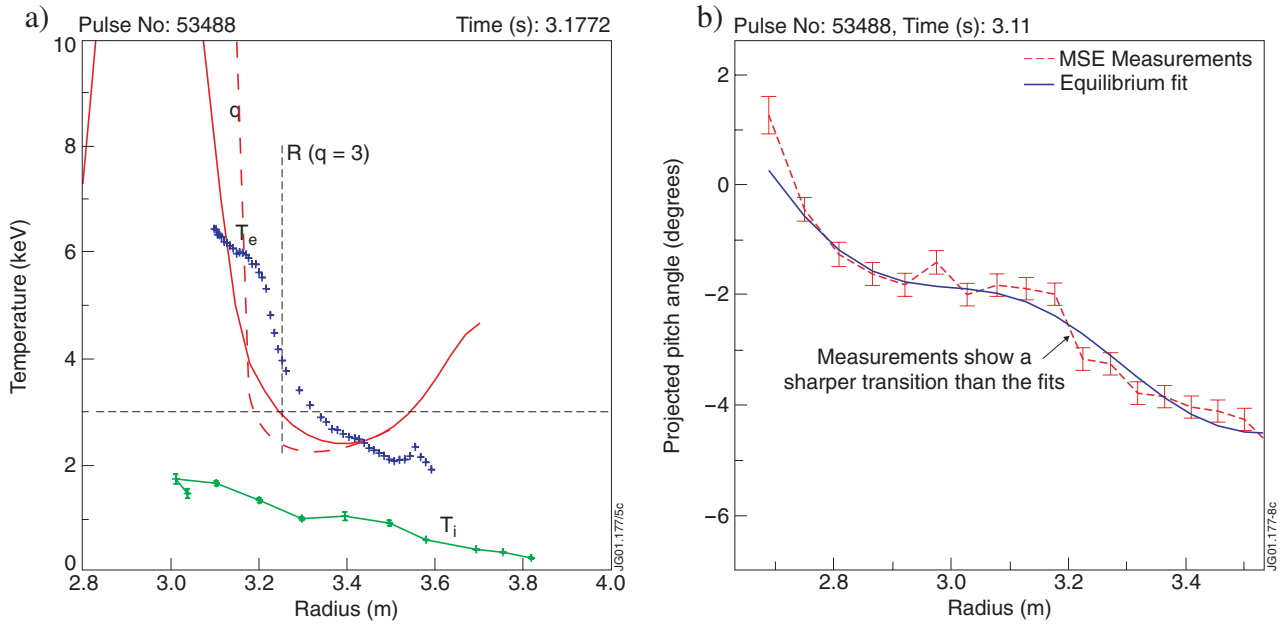 a)
Pulse No: 53488
Time (s): 3.1772
10
8
6
4
2
0
Temperature (keV)
q
R (q = 3)
Te
Ti
2.8
3.0
3.2
3.4
3.6
3.8
4.0
Radius (m)
JG01.177/5c
b)
Pulse No: 53488, Time (s): 3.11
MSE Measurements
Equilibrium fit
2
0
−2
−4
−6
Projected pitch angle (degrees)
Measurements show a
sharper transition than the fits
2.8
3.0
3.2
3.4
Radius (m)
JG01.177-8c